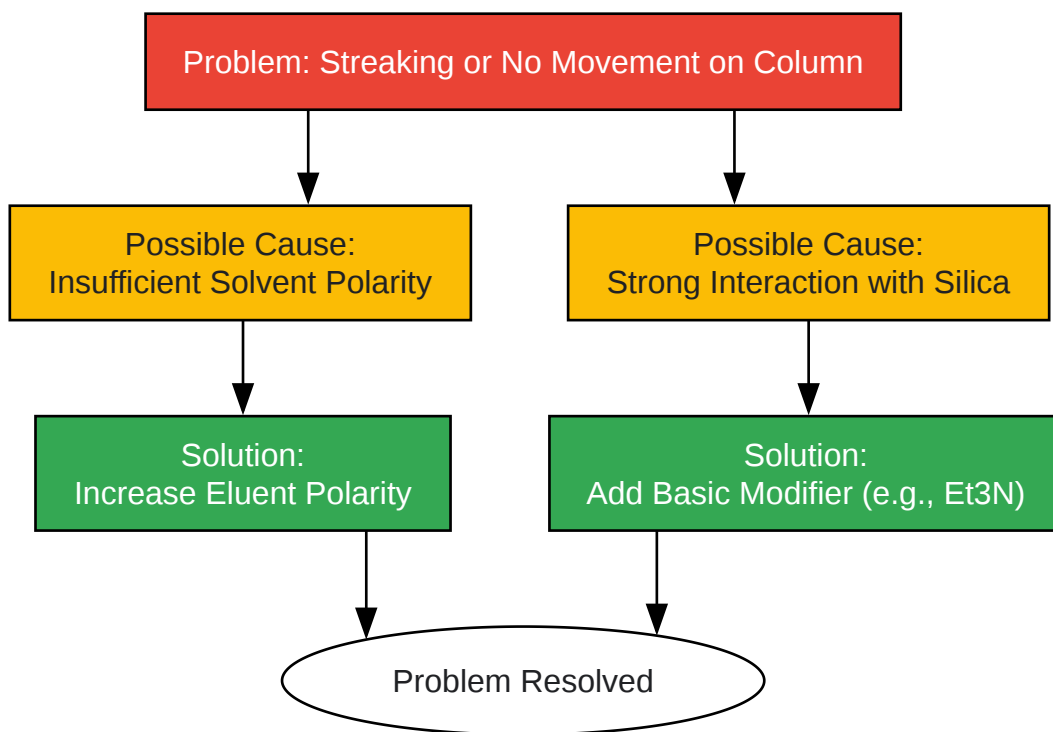 Problem: Streaking or No Movement on Column
Possible Cause:
Insufficient Solvent Polarity
Possible Cause:
Strong Interaction with Silica
Solution:
Increase Eluent Polarity
Solution:
Add Basic Modifier (e.g., Et3N)
Problem Resolved